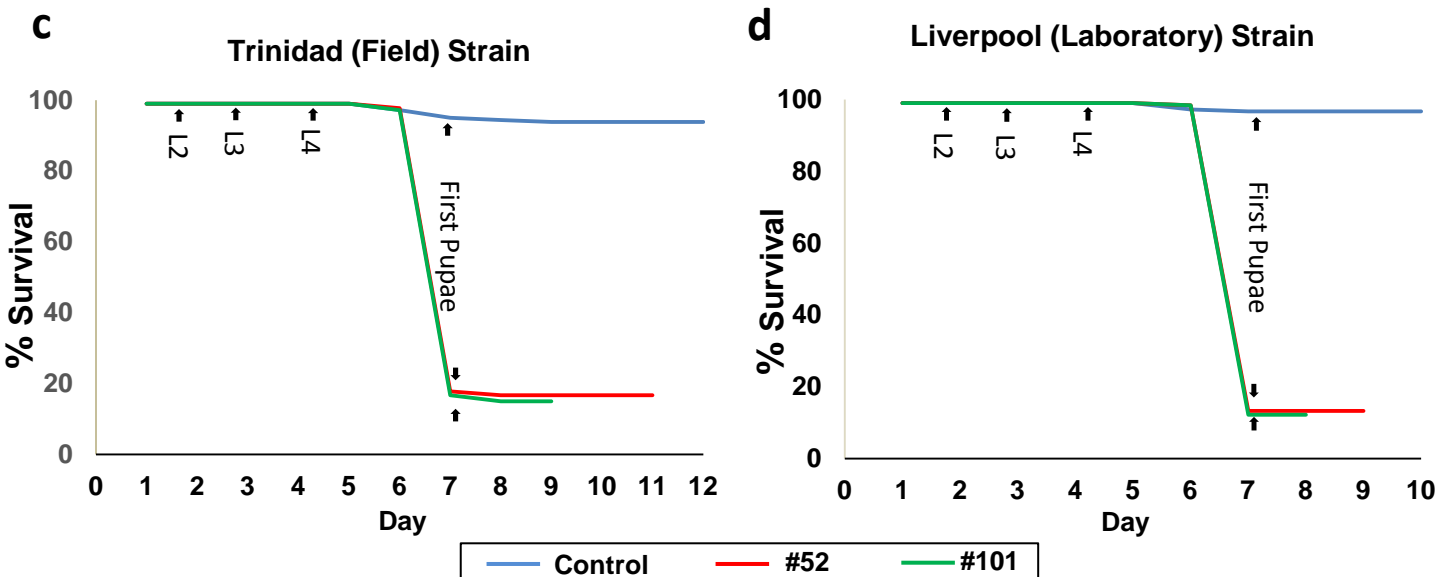 c
Trinidad (Field) Strain
% Survival
100
80
60
40
20
0
L2
L3
L4
First Pupae
0 1 2 3 4 5 6 7 8 9 10 11 12
Day
d
Liverpool (Laboratory) Strain
% Survival
100
80
60
40
20
0
L2
L3
L4
First Pupae
0 1 2 3 4 5 6 7 8 9 10
Day
Control #52 #101